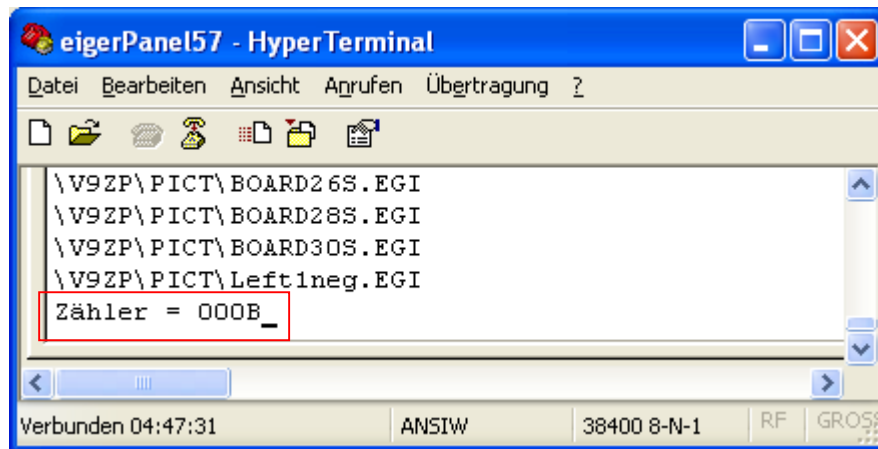 eigerPanel57 - HyperTerminal
Datei Bearbeiten Ansicht Anrufen Übertragung ?
\V9ZP\PICT\BOARD26S.EGI
\V9ZP\PICT\BOARD28S.EGI
\V9ZP\PICT\BOARD30S.EGI
\V9ZP\PICT\Left1neg.EGI
Zähler = 000B_
Verbunden 04:47:31 ANSIW 38400 8-N-1 RF GROSS